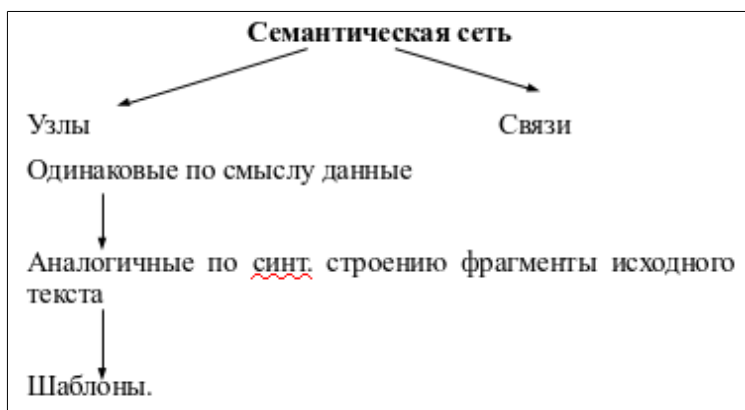 Семантическая сеть
Узлы Связи
Одинаковые по смыслу данные
Аналогичные по синт. строению фрагменты исходного
текста
Шаблоны.